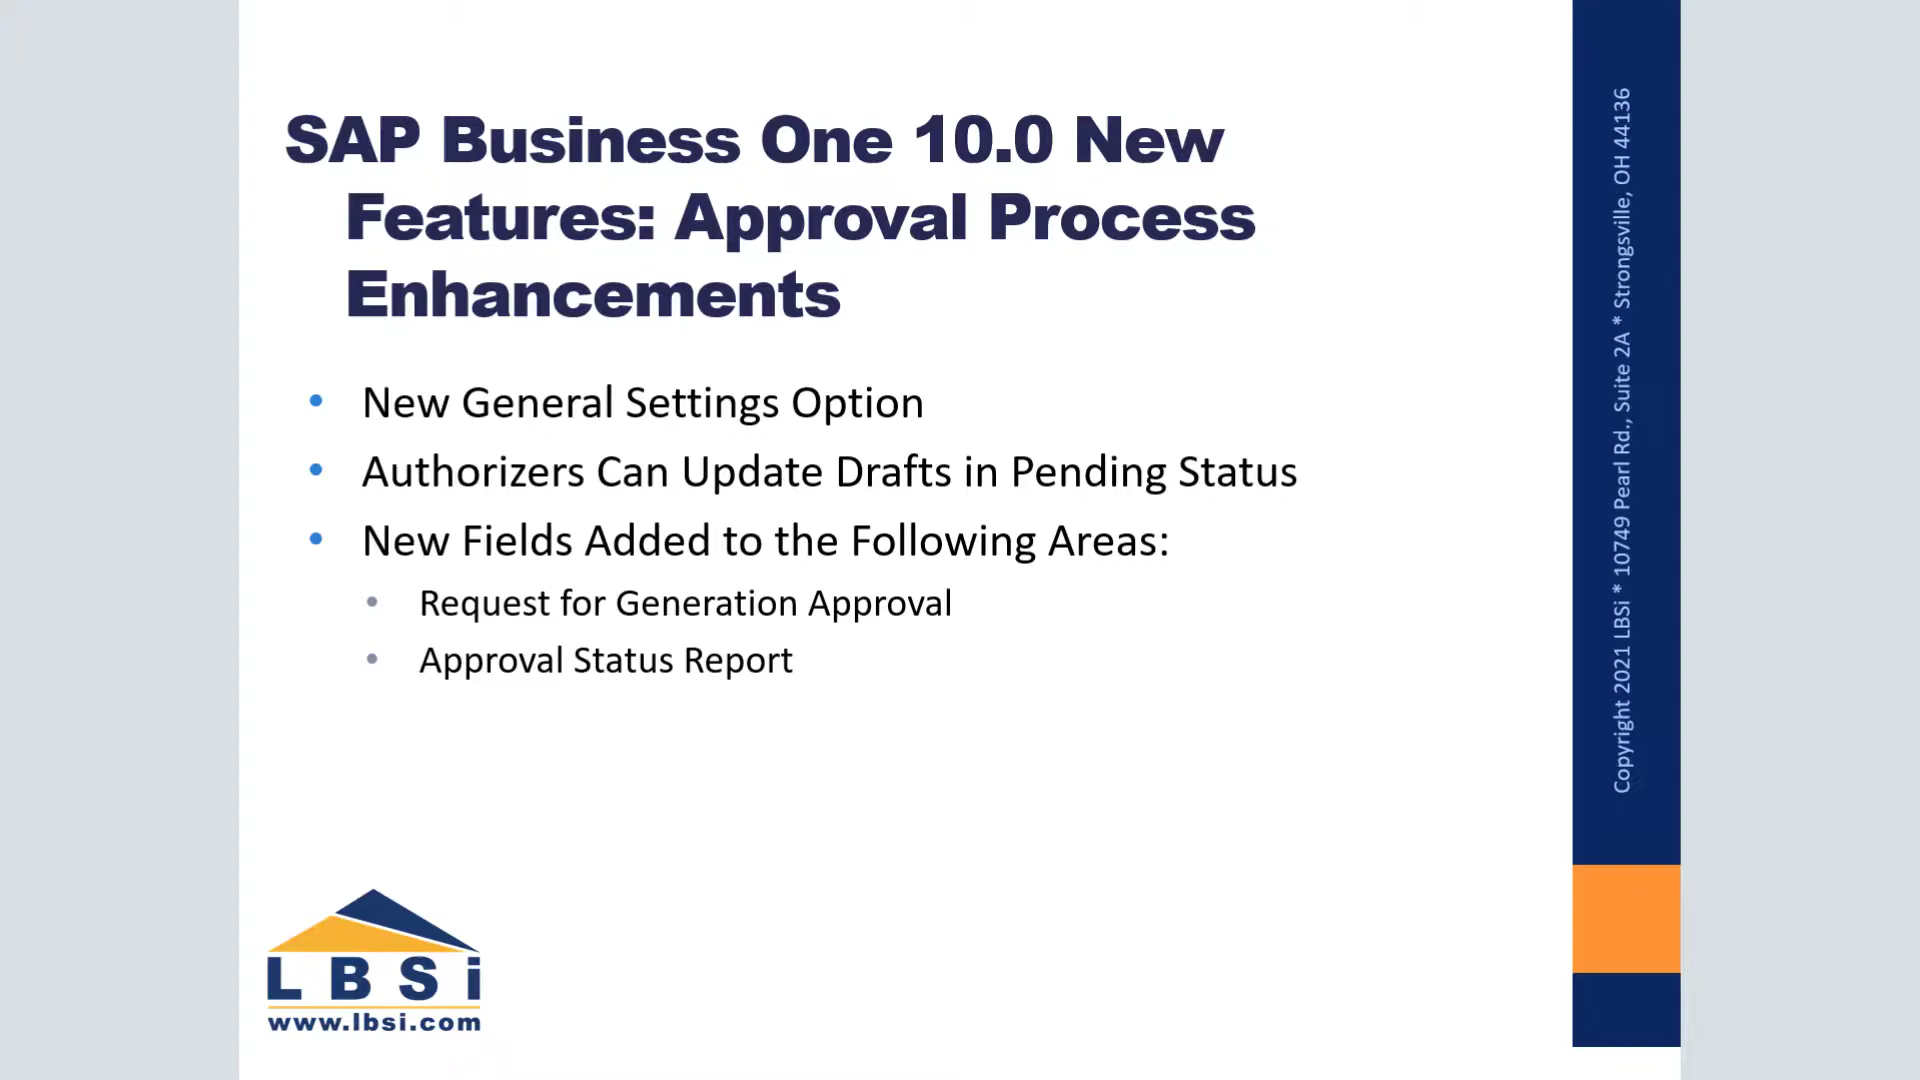 SAP Business One 10.0 New
Features: Approval Process
Enhancements
• New General Settings Option
• Authorizers Can Update Drafts in Pending Status
• New Fields Added to the Following Areas:
• Request for Generation Approval
• Approval Status Report
LBSi
www.lbsi.com
Copyright 2021 LBSi * 10749 Pearl Rd., Suite 2A * Strongsville, OH 44136